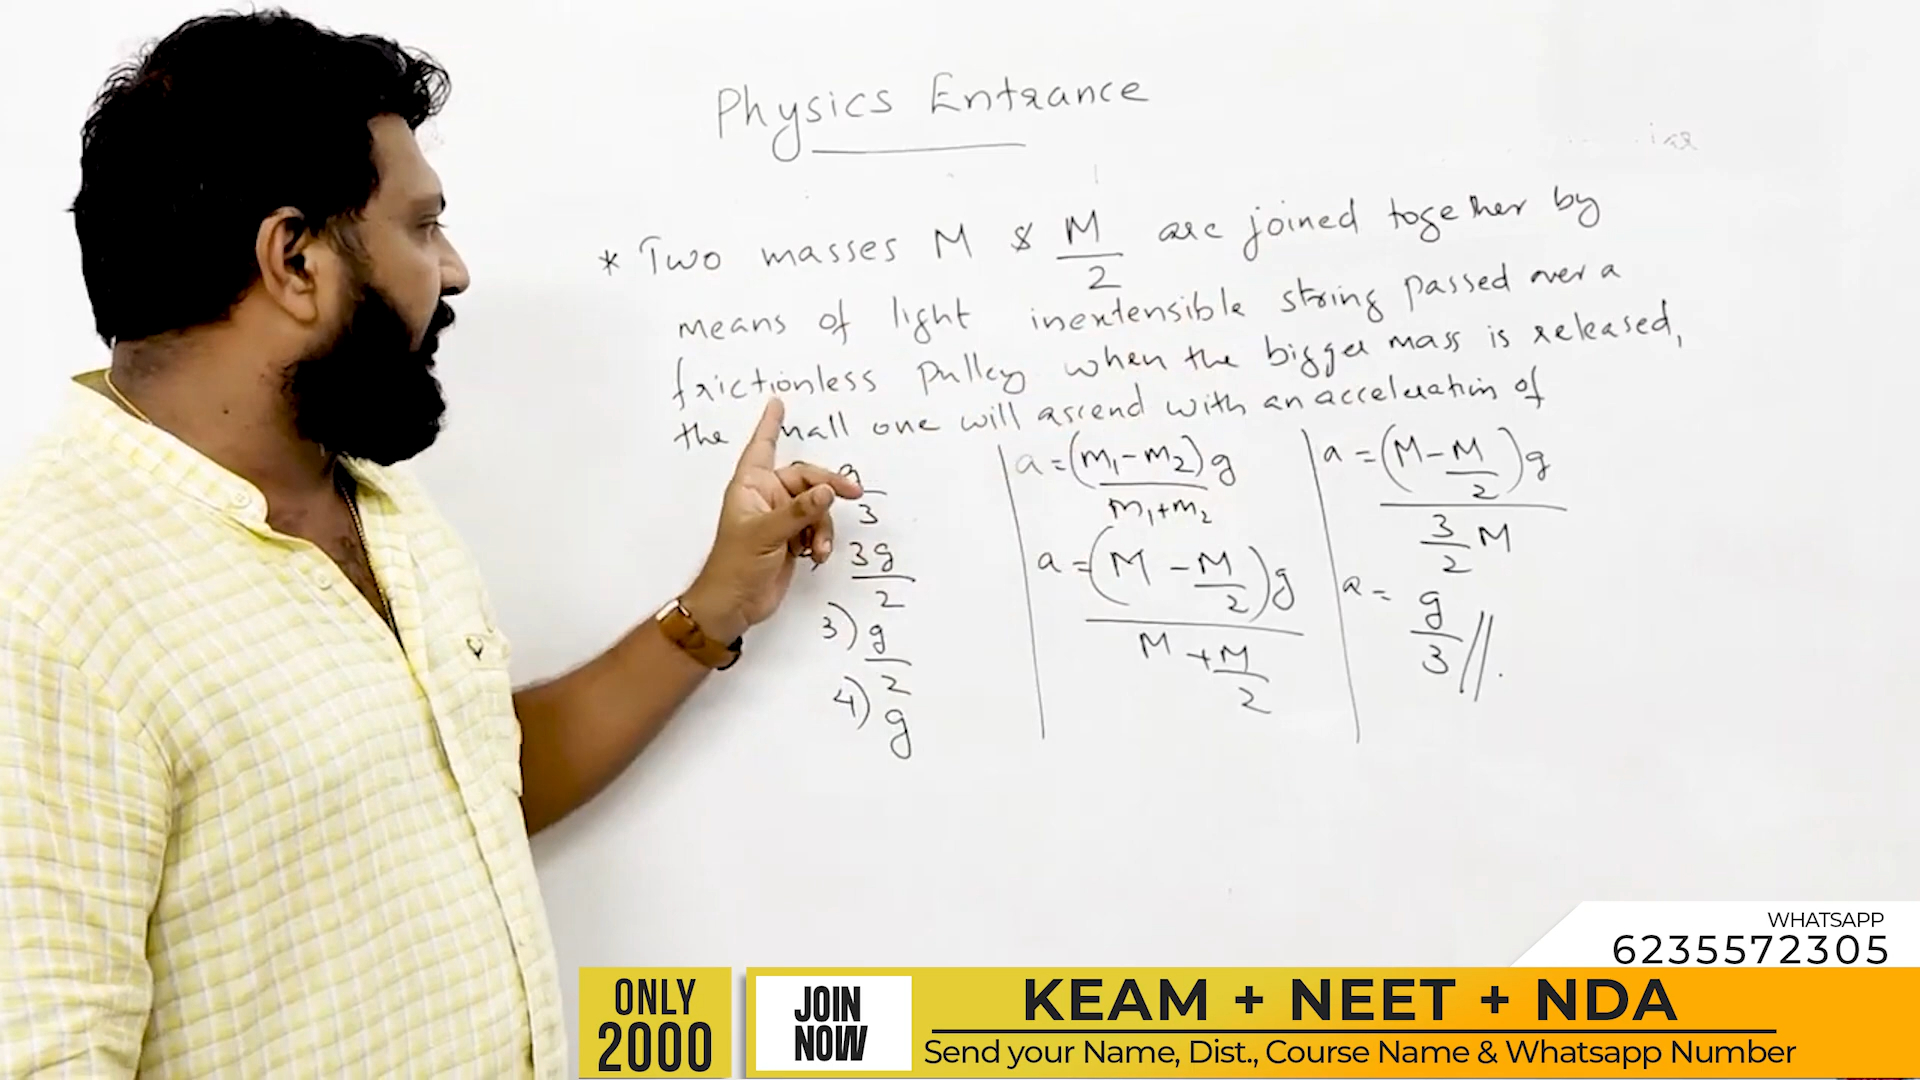 Physics Entrance
* Two masses M & M/2 are joined together by
means of light inextensible string passed over a
frictionless pulley when the bigger mass is released,
the small one will ascend with an acceleration of
g/3
3g/2
3) g/2
4) g
a = (m₁ - m₂) g / m₁ + m₂
a = (M - M/2) g / M + M/2
a = (M - M/2) g / 3/2 M
a = g/3 //.
WHATSAPP
6235572305
ONLY
2000
JOIN
NOW
KEAM + NEET + NDA
Send your Name, Dist., Course Name & Whatsapp Number